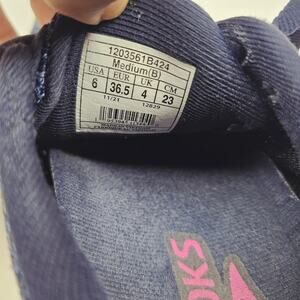 1203561B424
Medium(B)
USA EUR UK CM
6 36.5 4 23
11/21 12829
OKS